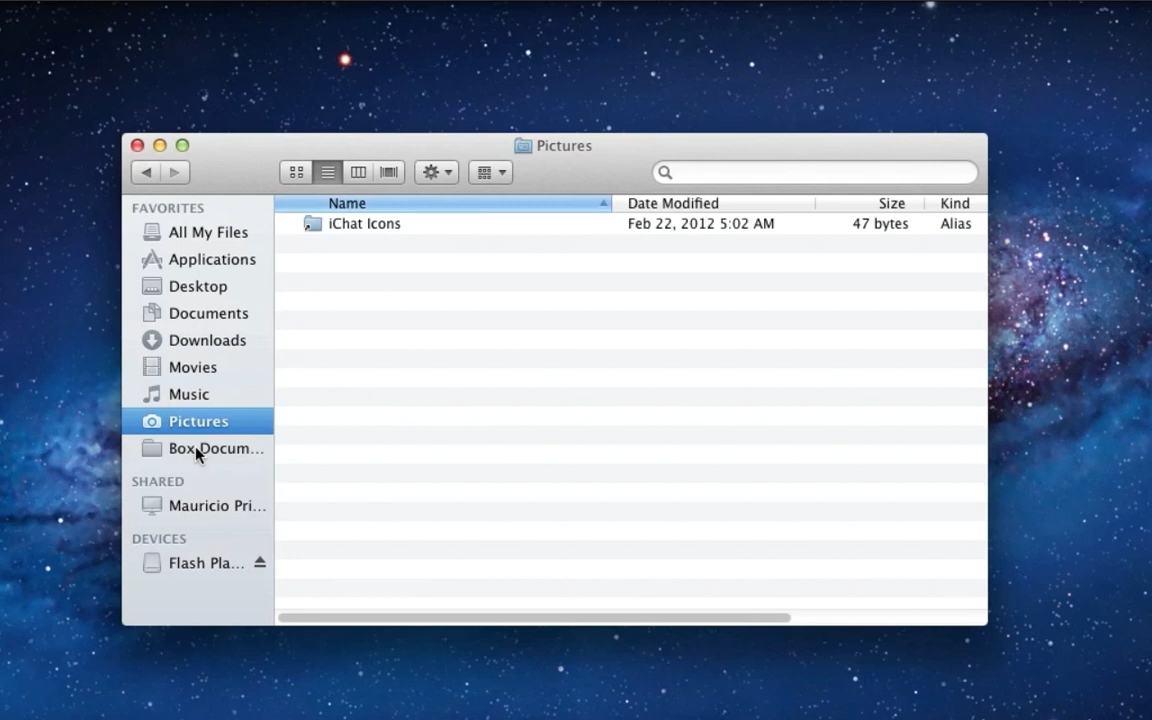 Pictures
FAVORITES
All My Files
Applications
Desktop
Documents
Downloads
Movies
Music
Pictures
Box Docum...
SHARED
Mauricio Pri...
DEVICES
Flash Pla...
Name Date Modified Size Kind
iChat Icons Feb 22, 2012 5:02 AM 47 bytes Alias